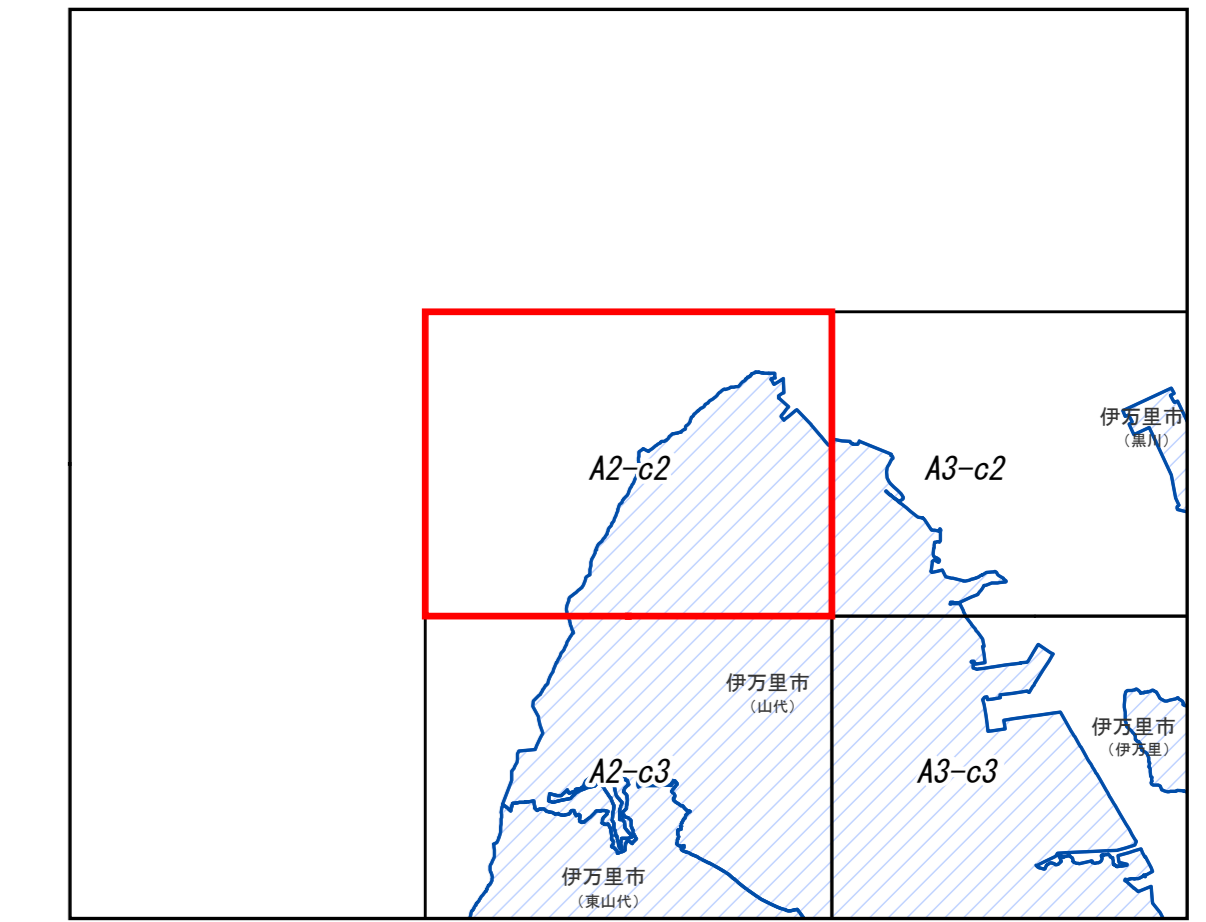 伊万里市
（黒川）
A2-c2
A3-c2
伊万里市
（山代）
伊万里市
（伊万里）
A2-c3
A3-c3
伊万里市
（東山代）